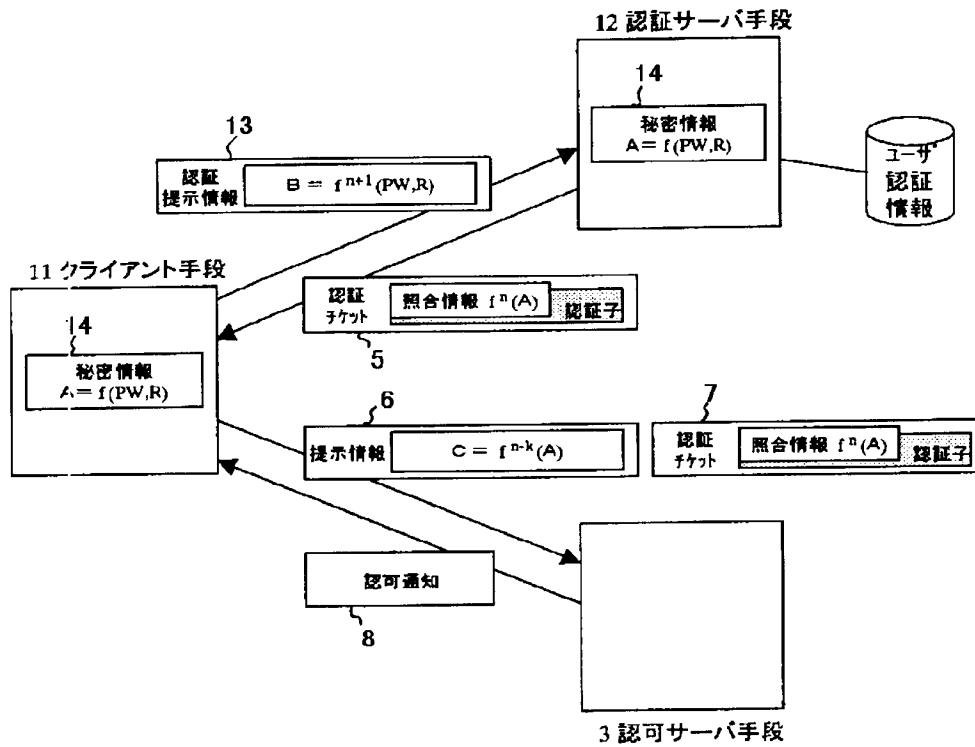 12 認証サーバ手段
14
秘密情報
A = f(PW,R)
ユーザ
認証
情報
13
認証
提示情報
B = f^{n+1}(PW,R)
11 クライアント手段
14
秘密情報
A = f(PW,R)
認証
チケット
照合情報 f^{n}(A)
認証子
5
6
提示情報
C = f^{n-k}(A)
7
認証
チケット
照合情報 f^{n}(A)
認証子
認可通知
8
3 認可サーバ手段